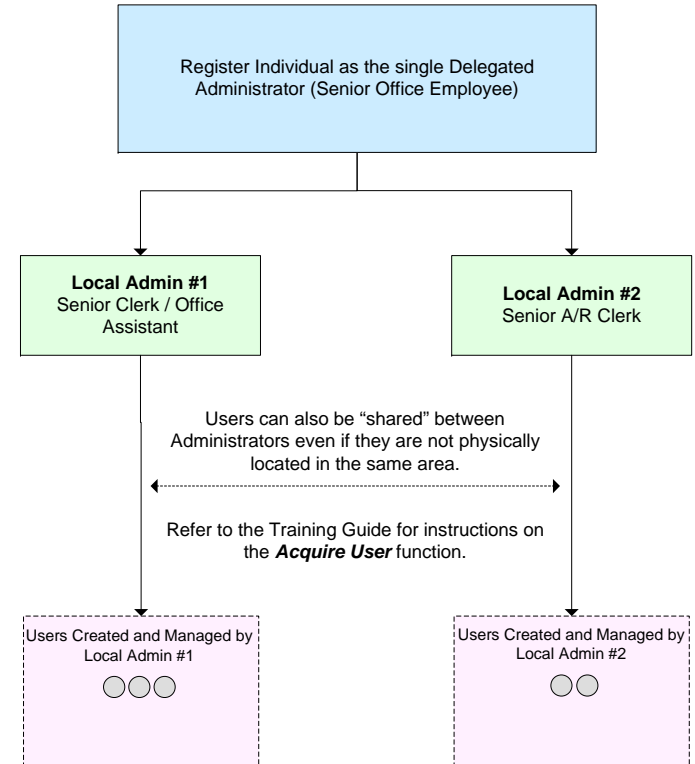 Register Individual as the single Delegated
Administrator (Senior Office Employee)
Local Admin #1
Senior Clerk / Office
Assistant
Local Admin #2
Senior A/R Clerk
Users can also be “shared” between
Administrators even if they are not physically
located in the same area.
Refer to the Training Guide for instructions on
the Acquire User function.
Users Created and Managed by
Local Admin #1
Users Created and Managed by
Local Admin #2